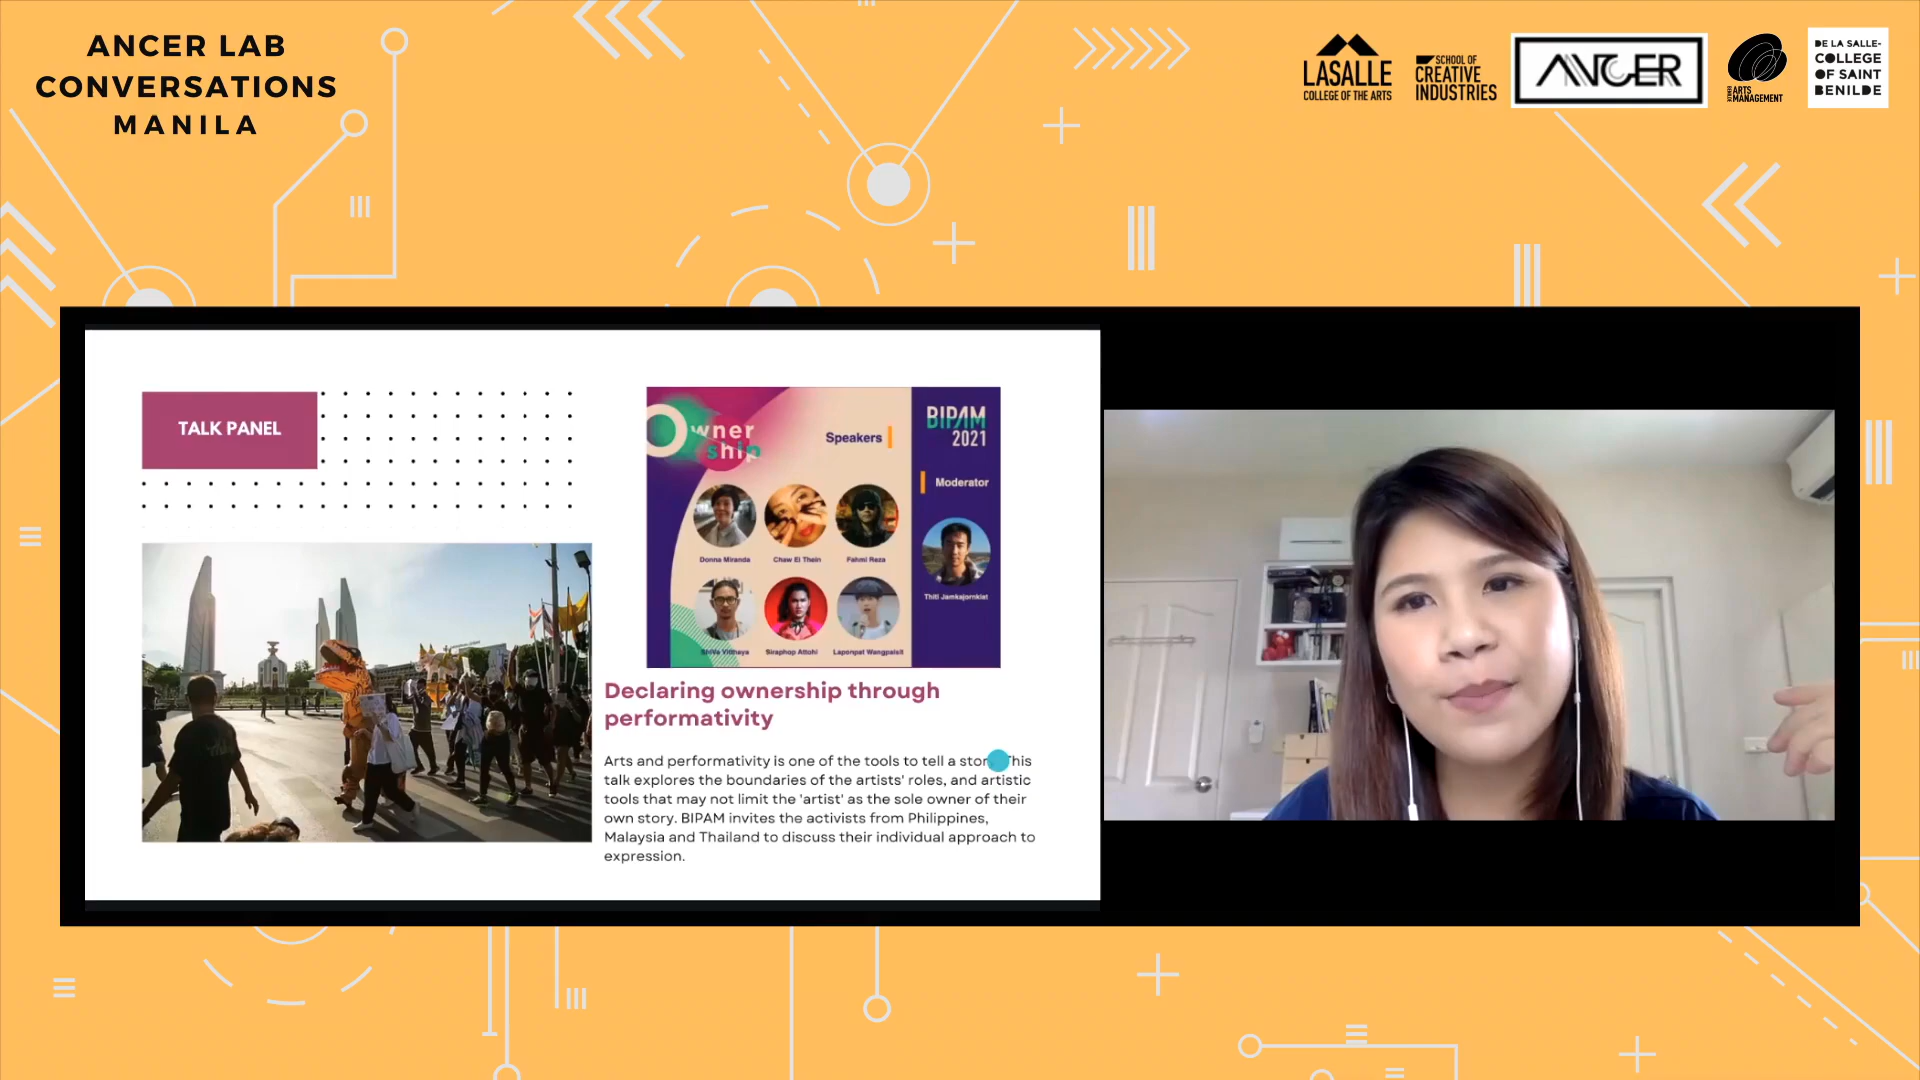 ANCER LAB
CONVERSATIONS
MANILA
LASALLE
COLLEGE OF THE ARTS
SCHOOL OF
CREATIVE
INDUSTRIES
ANCER
ARTS
MANAGEMENT
DE LA SALLE-
COLLEGE
OF SAINT
BENILDE
TALK PANEL
Ownership
Speakers
BIPAM
2021
Moderator
Donna Miranda
Chaw Ei Thein
Fahmi Reza
Thiti Jamkajornkiat
Siraphop Attohi
Laponpat Wangpaisit
Declaring ownership through
performativity
Arts and performativity is one of the tools to tell a story. This
talk explores the boundaries of the artists' roles, and artistic
tools that may not limit the 'artist' as the sole owner of their
own story. BIPAM invites the activists from Philippines,
Malaysia and Thailand to discuss their individual approach to
expression.